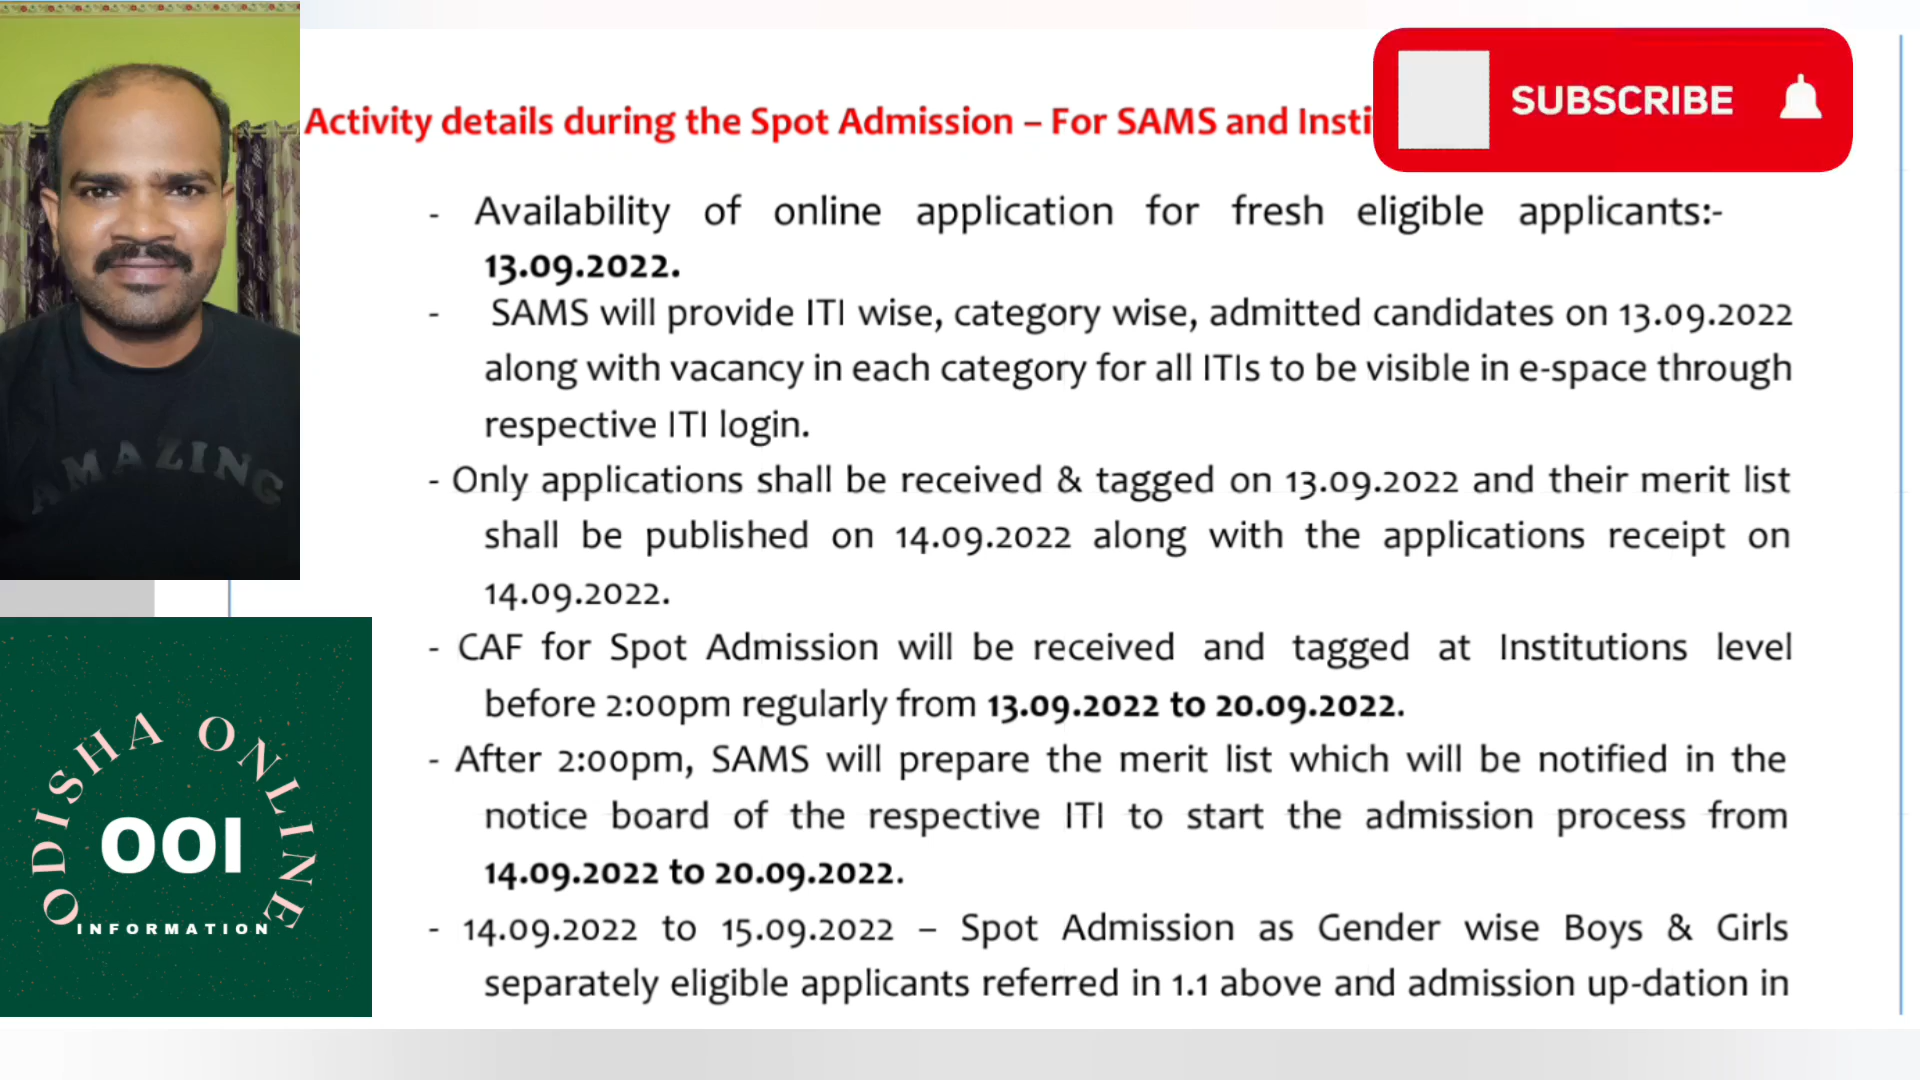 Activity details during the Spot Admission – For SAMS and Insti
SUBSCRIBE
- Availability of online application for fresh eligible applicants:-
13.09.2022.
- SAMS will provide ITI wise, category wise, admitted candidates on 13.09.2022
along with vacancy in each category for all ITIs to be visible in e-space through
respective ITI login.
- Only applications shall be received & tagged on 13.09.2022 and their merit list
shall be published on 14.09.2022 along with the applications receipt on
14.09.2022.
- CAF for Spot Admission will be received and tagged at Institutions level
before 2:00pm regularly from 13.09.2022 to 20.09.2022.
- After 2:00pm, SAMS will prepare the merit list which will be notified in the
notice board of the respective ITI to start the admission process from
14.09.2022 to 20.09.2022.
- 14.09.2022 to 15.09.2022 – Spot Admission as Gender wise Boys & Girls
separately eligible applicants referred in 1.1 above and admission up-dation in
AMAZING
ODISHA ONLINE
OOI
INFORMATION